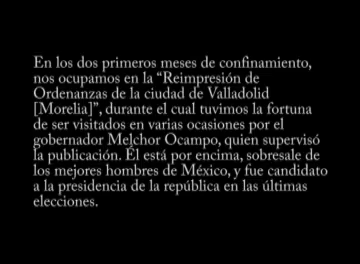 En los dos primeros meses de confinamiento,
nos ocupamos en la “Reimpresión de
Ordenanzas de la ciudad de Valladolid
[Morelia]”, durante el cual tuvimos la fortuna
de ser visitados en varias ocasiones por el
gobernador Melchor Ocampo, quien supervisó
la publicación. Él está por encima, sobresale de
los mejores hombres de México, y fue candidato
a la presidencia de la república en las últimas
elecciones.